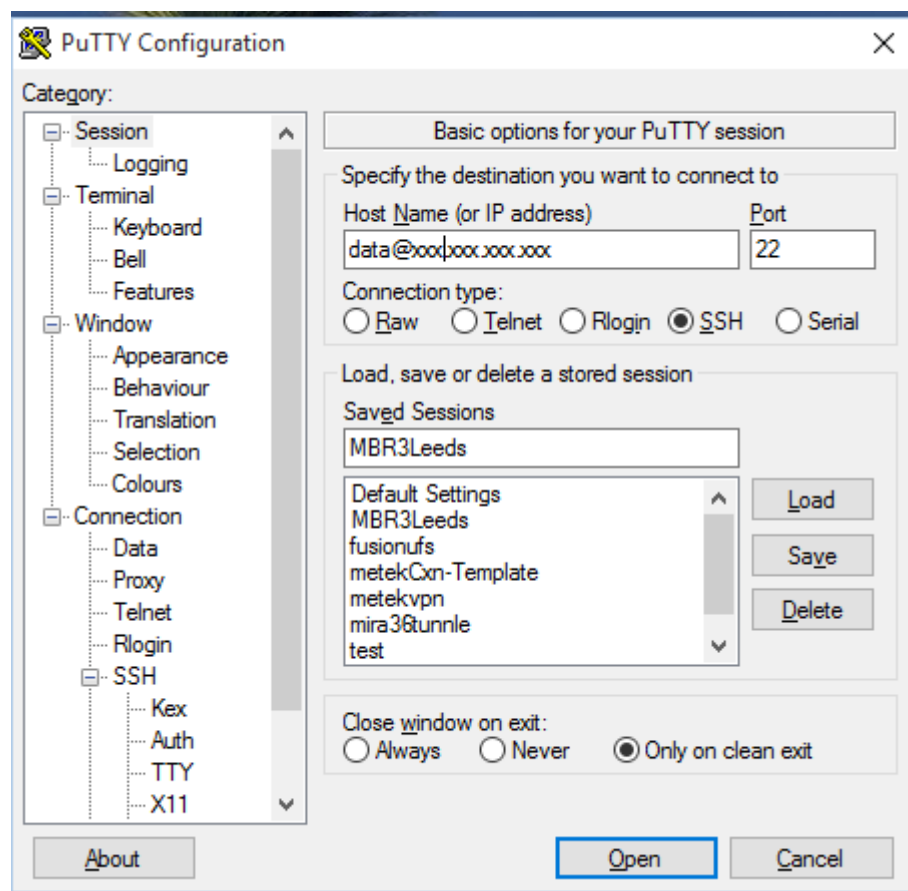 PuTTY Configuration
Category:
Session
Logging
Terminal
Keyboard
Bell
Features
Window
Appearance
Behaviour
Translation
Selection
Colours
Connection
Data
Proxy
Telnet
Rlogin
SSH
Kex
Auth
TTY
X11
Basic options for your PuTTY session
Specify the destination you want to connect to
Host Name (or IP address) Port
data@xxx.xxx.xxx.xxx 22
Connection type:
Raw Telnet Rlogin SSH Serial
Load, save or delete a stored session
Saved Sessions
MBR3Leeds
Default Settings
MBR3Leeds
fusionufs
metekCxn-Template
metekvpn
mira36tunnle
test
Load
Save
Delete
Close window on exit:
Always Never Only on clean exit
About Open Cancel